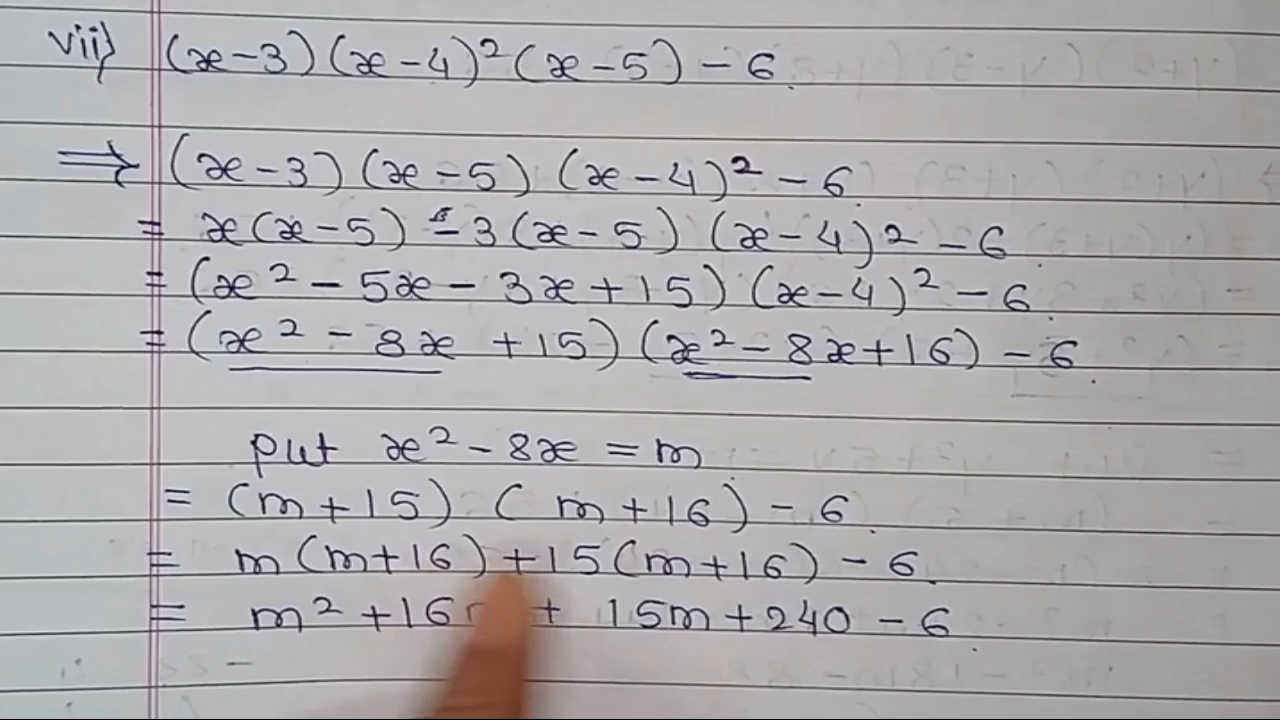 vii) (x-3)(x-4)²(x-5)-6
⇒ (x-3)(x-5)(x-4)²-6
= x(x-5)-3(x-5)(x-4)²-6
= (x²-5x-3x+15)(x-4)²-6
= (x²-8x+15)(x²-8x+16)-6
put x²-8x=m
= (m+15)(m+16)-6
= m(m+16)+15(m+16)-6
= m²+16m+15m+240-6